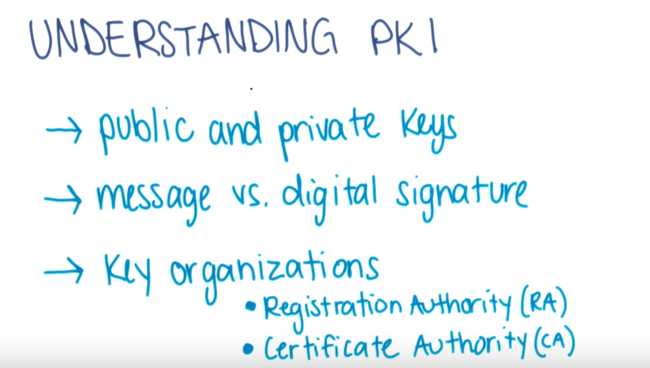 UNDERSTANDING PKI
→ public and private keys
→ message vs. digital signature
→ Key organizations
• Registration Authority (RA)
• Certificate Authority (CA)